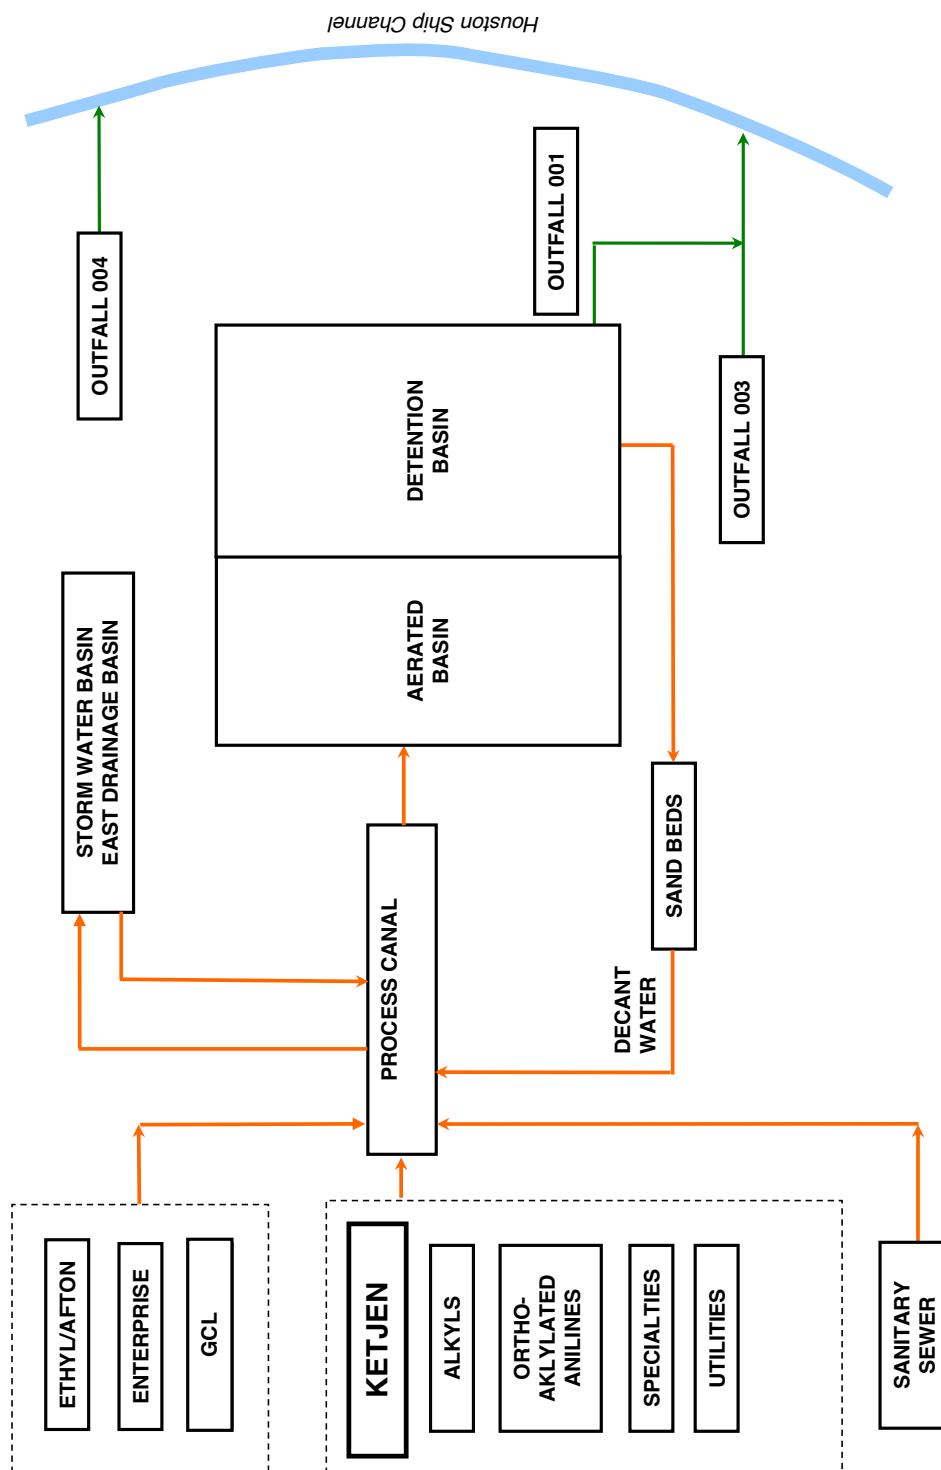 Houston Ship Channel
OUTFALL 004
OUTFALL 001
OUTFALL 003
STORM WATER BASIN
EAST DRAINAGE BASIN
DETENTION
BASIN
AERATED
BASIN
PROCESS CANAL
SAND BEDS
DECANT
WATER
ETHYL/AFTON
ENTERPRISE
GCL
KETJEN
ALKYLS
ORTHO-
AKLYLATED
ANILINES
SPECIALTIES
UTILITIES
SANITARY
SEWER